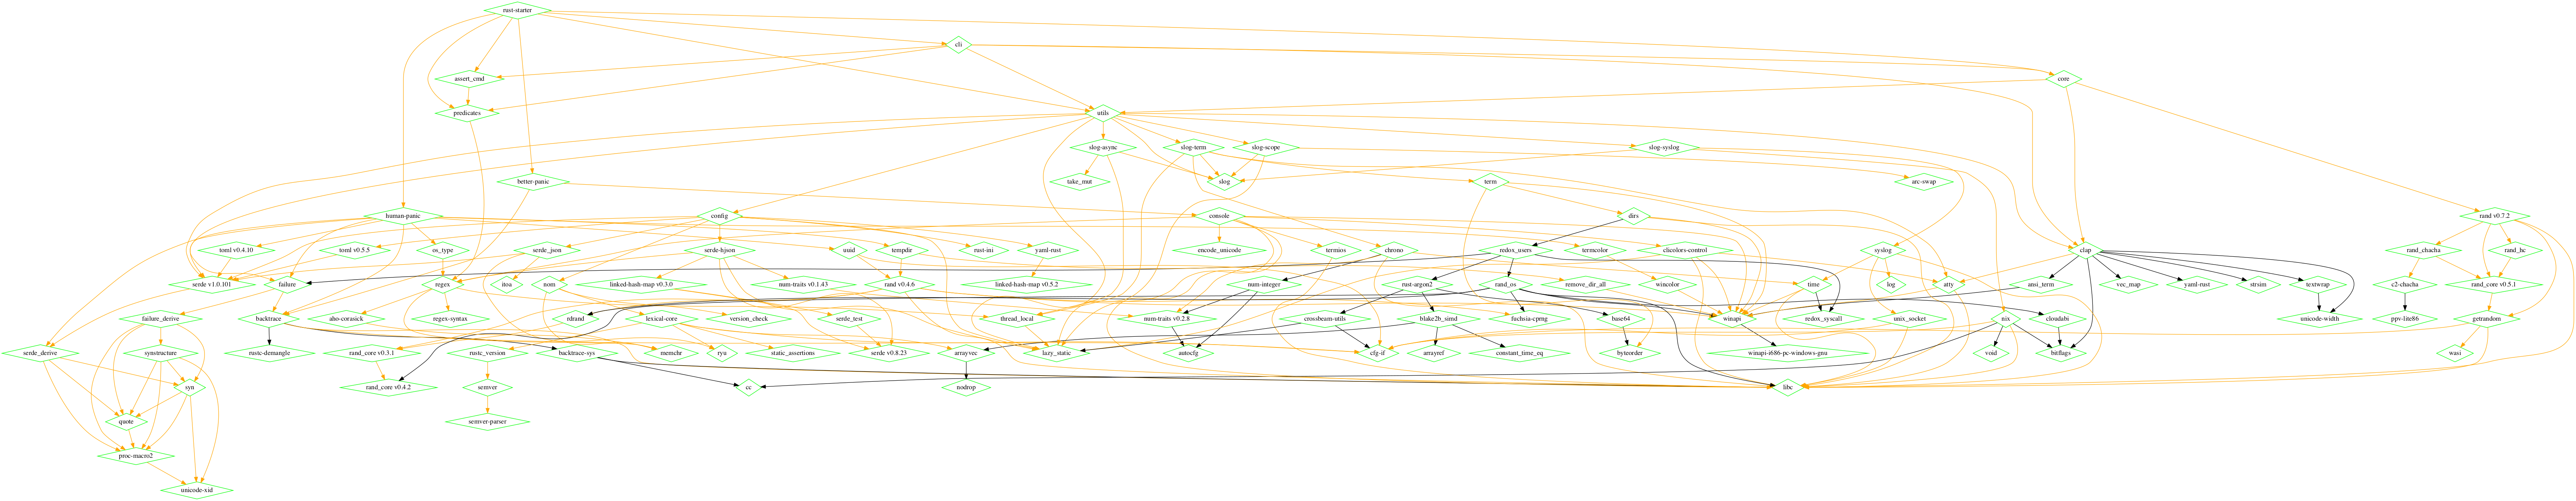 rust-starter
cli
assert_cmd
core
predicates
utils
slog-async
slog-term
slog-scope
slog-syslog
better-panic
take_mut
slog
term
arc-swap
human-panic
config
console
dirs
rand v0.7.2
toml v0.4.10
toml v0.5.5
os_type
serde_json
serde-hjson
uuid
tempdir
rust-ini
yaml-rust
encode_unicode
termios
chrono
redox_users
termcolor
clicolors-control
syslog
clap
rand_chacha
rand_hc
serde v1.0.101
failure
regex
itoa
nom
linked-hash-map v0.3.0
num-traits v0.1.43
rand v0.4.6
linked-hash-map v0.5.2
num-integer
rust-argon2
rand_os
remove_dir_all
wincolor
time
log
atty
ansi_term
vec_map
yaml-rust
strsim
textwrap
c2-chacha
rand_core v0.5.1
failure_derive
backtrace
aho-corasick
regex-syntax
rdrand
lexical-core
version_check
serde_test
thread_local
num-traits v0.2.8
crossbeam-utils
blake2b_simd
fuchsia-cprng
base64
winapi
redox_syscall
unix_socket
nix
cloudabi
unicode-width
ppv-lite86
getrandom
serde_derive
synstructure
rustc-demangle
rand_core v0.3.1
rustc_version
backtrace-sys
memchr
ryu
static_assertions
serde v0.8.23
arrayvec
lazy_static
autocfg
cfg-if
arrayref
constant_time_eq
byteorder
winapi-i686-pc-windows-gnu
void
bitflags
wasi
syn
rand_core v0.4.2
semver
cc
nodrop
libc
quote
semver-parser
proc-macro2
unicode-xid